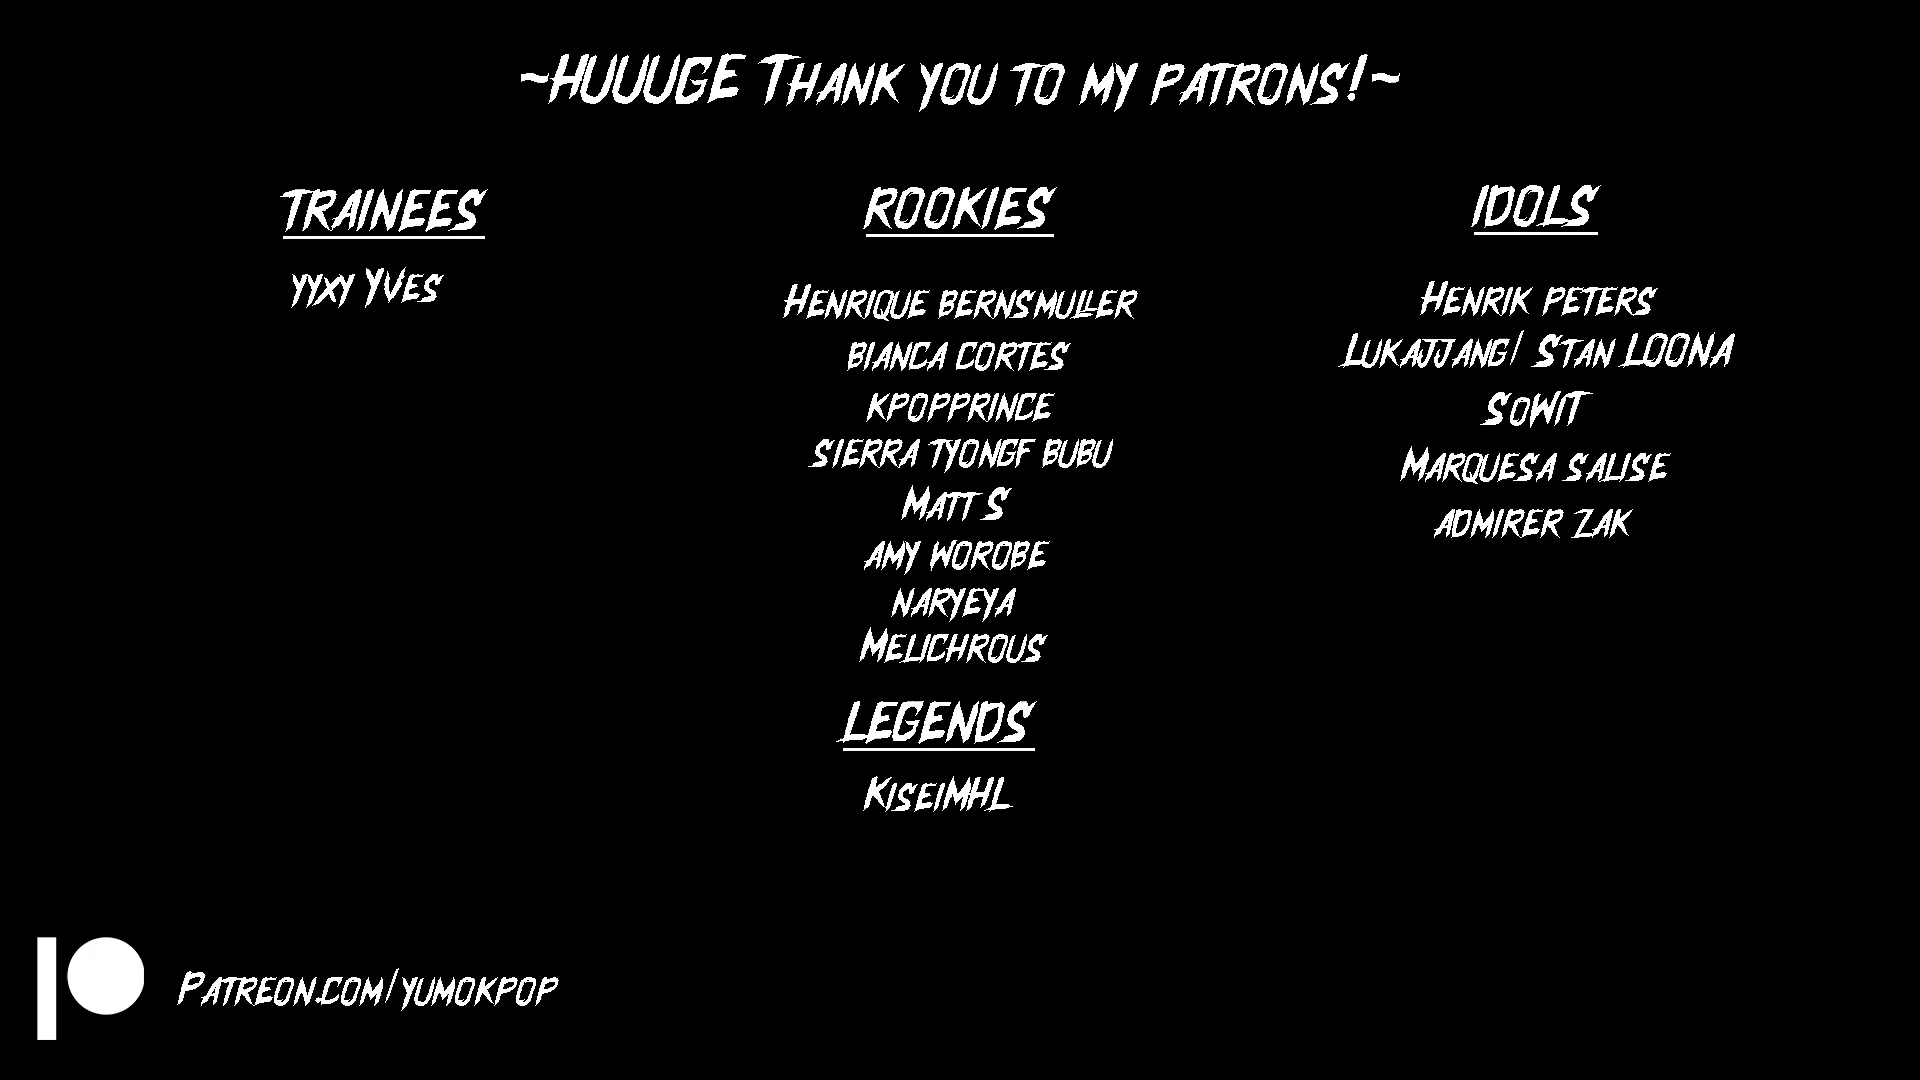 ~HUUUGE Thank you to my patrons!~
TRAINEES
yyxy YVes
ROOKIES
Henrique bernsmuller
bianca cortes
kpopprince
sierra tyongf bubu
Matt S
amy worobe
naryeya
Melichrous
LEGENDS
KiseiMHL
IDOLS
Henrik peters
Lukajjang/ Stan LOONA
SoWIT
Marquesa salise
admirer zak
Patreon.com/yumokpop